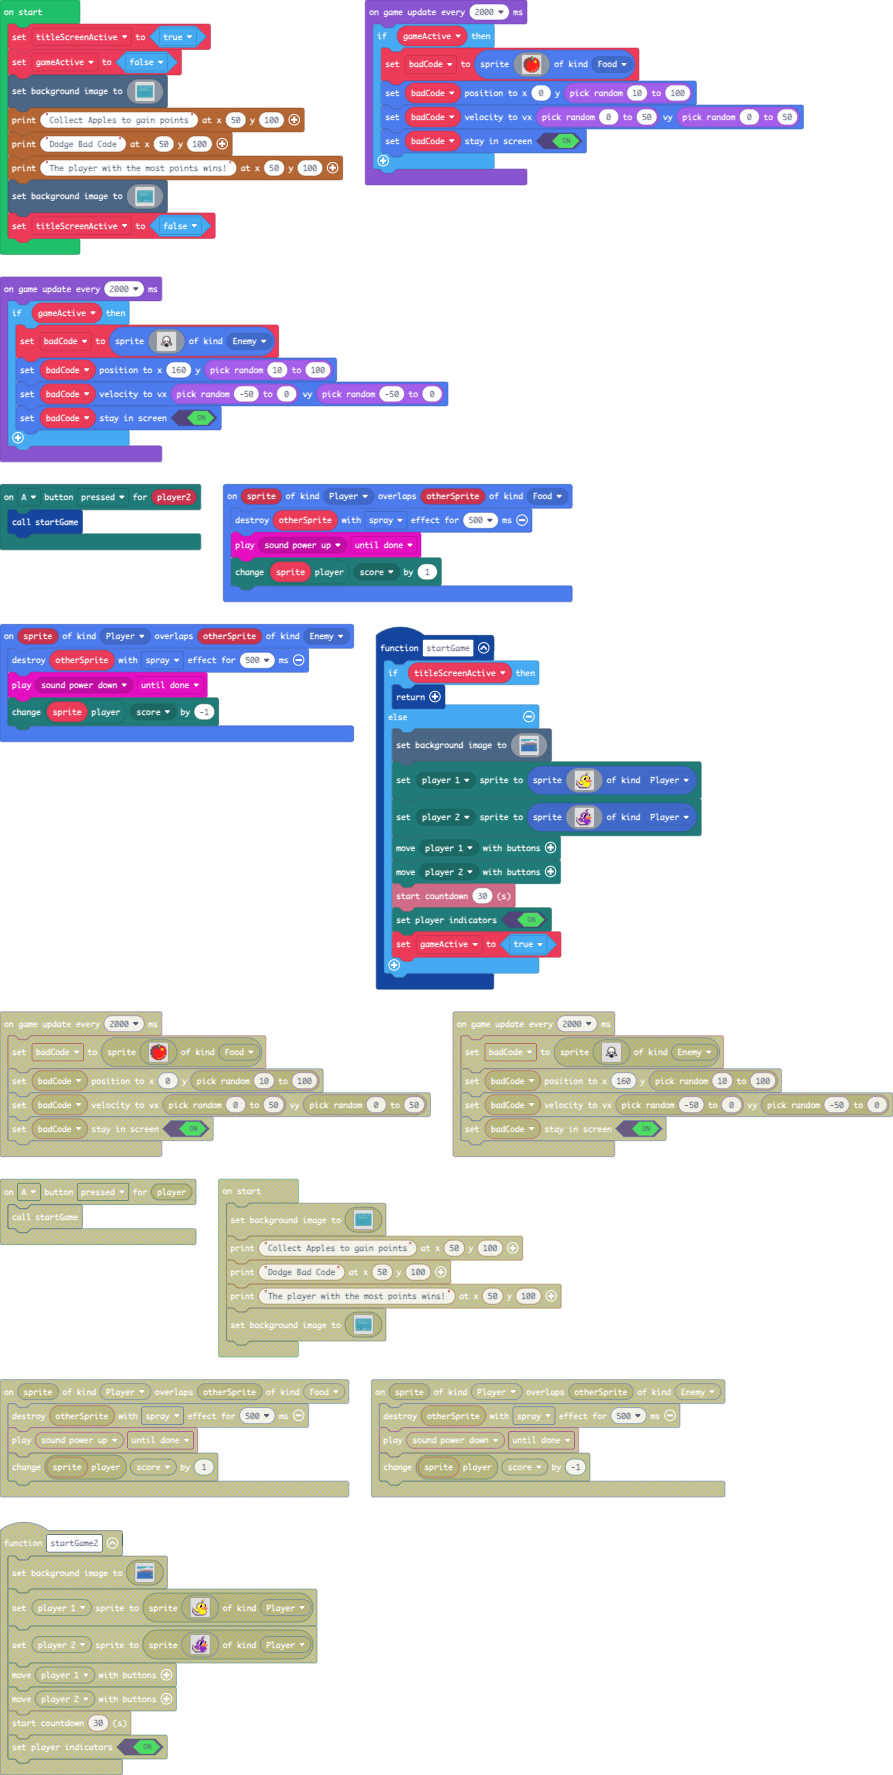 on start
set titleScreenActive to true
set gameActive to false
set background image to
print "Collect Apples to gain points" at x 50 y 100
print "Dodge Bad Code" at x 50 y 100
print "The player with the most points wins!" at x 50 y 100
set background image to
set titleScreenActive to false
on game update every 2000 ms
if gameActive then
set badCode to sprite of kind Food
set badCode position to x 0 y pick random 10 to 100
set badCode velocity to vx pick random 0 to 50 vy pick random 0 to 50
set badCode stay in screen ON
on game update every 2000 ms
if gameActive then
set badCode to sprite of kind Enemy
set badCode position to x 160 y pick random 10 to 100
set badCode velocity to vx pick random -50 to 0 vy pick random -50 to 0
set badCode stay in screen ON
on A button pressed for player2
call startGame
on sprite of kind Player overlaps otherSprite of kind Food
destroy otherSprite with spray effect for 500 ms
play sound power up until done
change sprite player score by 1
on sprite of kind Player overlaps otherSprite of kind Enemy
destroy otherSprite with spray effect for 500 ms
play sound power down until done
change sprite player score by -1
function startGame
if titleScreenActive then
return
else
set background image to
set player 1 sprite to sprite of kind Player
set player 2 sprite to sprite of kind Player
move player 1 with buttons
move player 2 with buttons
start countdown 30 (s)
set player indicators ON
set gameActive to true
on game update every 2000 ms
set badCode to sprite of kind Food
set badCode position to x 0 y pick random 10 to 100
set badCode velocity to vx pick random 0 to 50 vy pick random 0 to 50
set badCode stay in screen ON
on game update every 2000 ms
set badCode to sprite of kind Enemy
set badCode position to x 160 y pick random 10 to 100
set badCode velocity to vx pick random -50 to 0 vy pick random -50 to 0
set badCode stay in screen ON
on A button pressed for player
call startGame
on start
set background image to
print "Collect Apples to gain points" at x 50 y 100
print "Dodge Bad Code" at x 50 y 100
print "The player with the most points wins!" at x 50 y 100
set background image to
on sprite of kind Player overlaps otherSprite of kind Food
destroy otherSprite with spray effect for 500 ms
play sound power up until done
change sprite player score by 1
on sprite of kind Player overlaps otherSprite of kind Enemy
destroy otherSprite with spray effect for 500 ms
play sound power down until done
change sprite player score by -1
function startGame2
set background image to
set player 1 sprite to sprite of kind Player
set player 2 sprite to sprite of kind Player
move player 1 with buttons
move player 2 with buttons
start countdown 30 (s)
set player indicators ON